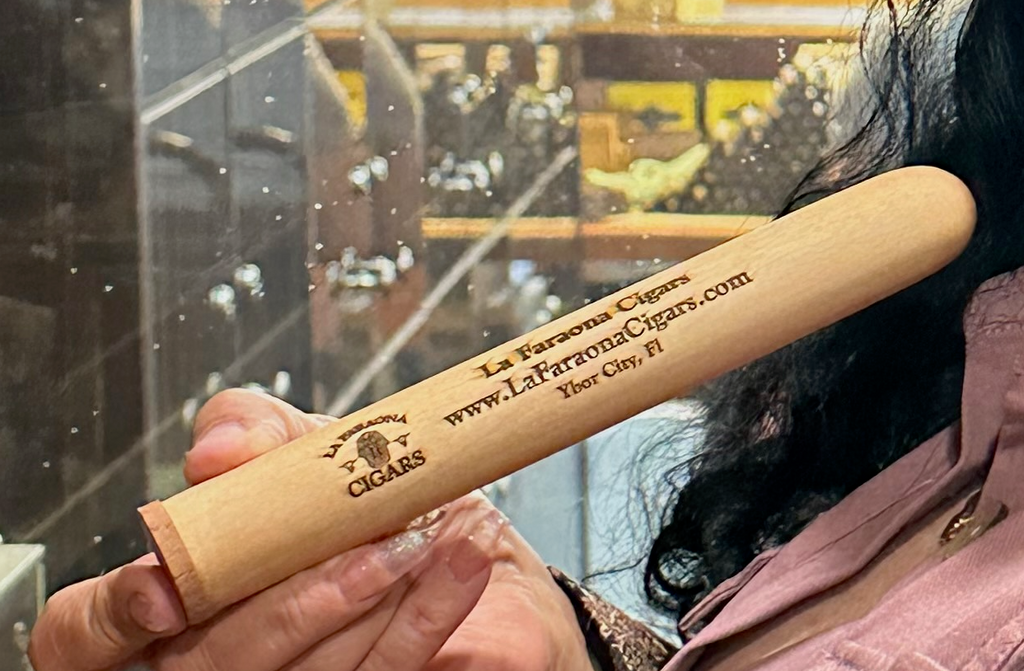 LA FARAONA
CIGARS
La Faraona Cigars
www.LaFaraonaCigars.com
Ybor City, Fl